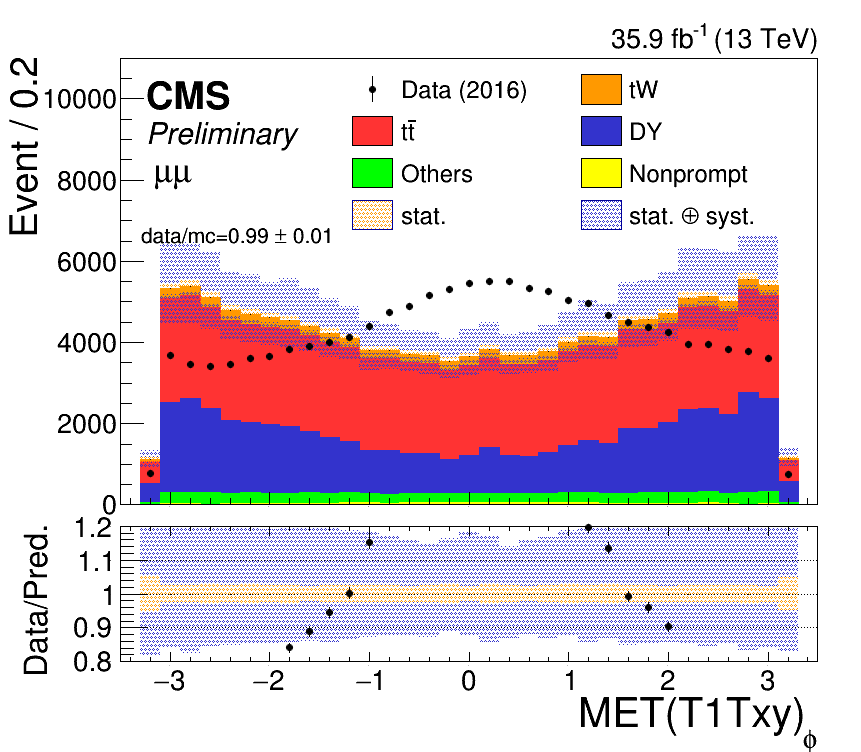 35.9 fb⁻¹ (13 TeV)
Event / 0.2
CMS
Preliminary
μμ
data/mc=0.99 ± 0.01
Data (2016)
tW
tt̄
DY
Others
Nonprompt
stat.
stat. ⊕ syst.
10000
8000
6000
4000
2000
0
Data/Pred.
1.2
1.1
1
0.9
0.8
−3 −2 −1 0 1 2 3
MET(T1Txy)ϕ